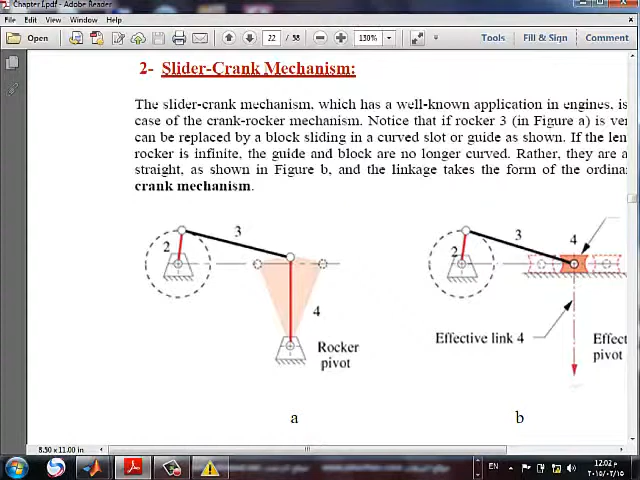 Chapter I.pdf - Adobe Reader
File Edit View Window Help
Open 22 / 38 130% Tools Fill & Sign Comment
2- Slider-Crank Mechanism:
The slider-crank mechanism, which has a well-known application in engines, is
case of the crank-rocker mechanism. Notice that if rocker 3 (in Figure a) is ver
can be replaced by a block sliding in a curved slot or guide as shown. If the len
rocker is infinite, the guide and block are no longer curved. Rather, they are a
straight, as shown in Figure b, and the linkage takes the form of the ordina
crank mechanism.
2 3 4
Rocker
pivot
a
2 3 4
Effective link 4
Effect
pivot
b
8.50 x 11.00 in
EN 12:02 م
٢٠١٥/٠٢/١٥